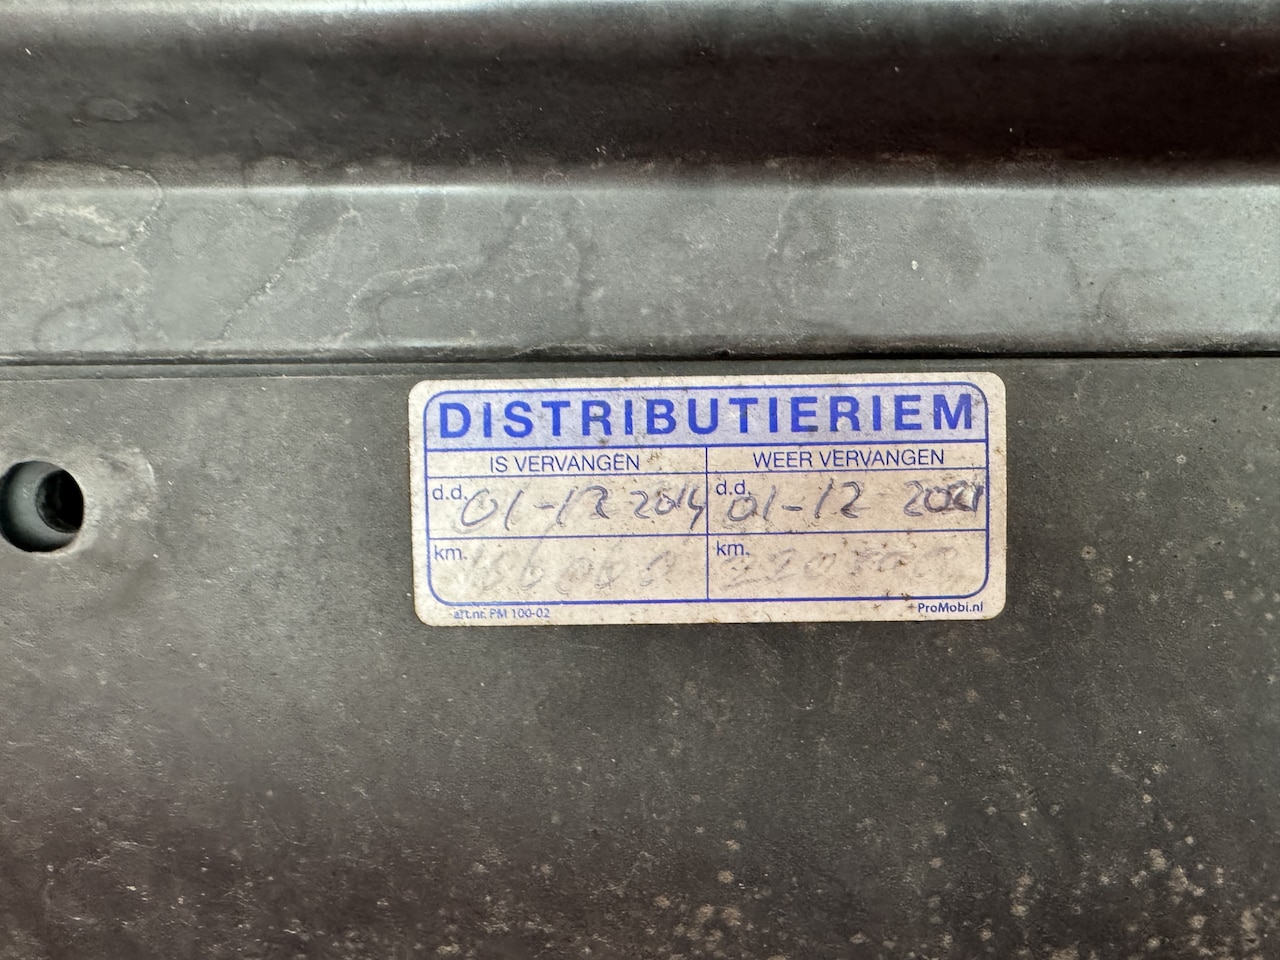 DISTRIBUTIERIEM
IS VERVANGEN WEER VERVANGEN
d.d. 01-12 2014 d.d. 01-12 2021
km. km.
art.nr. PM 100-02 ProMobi.nl